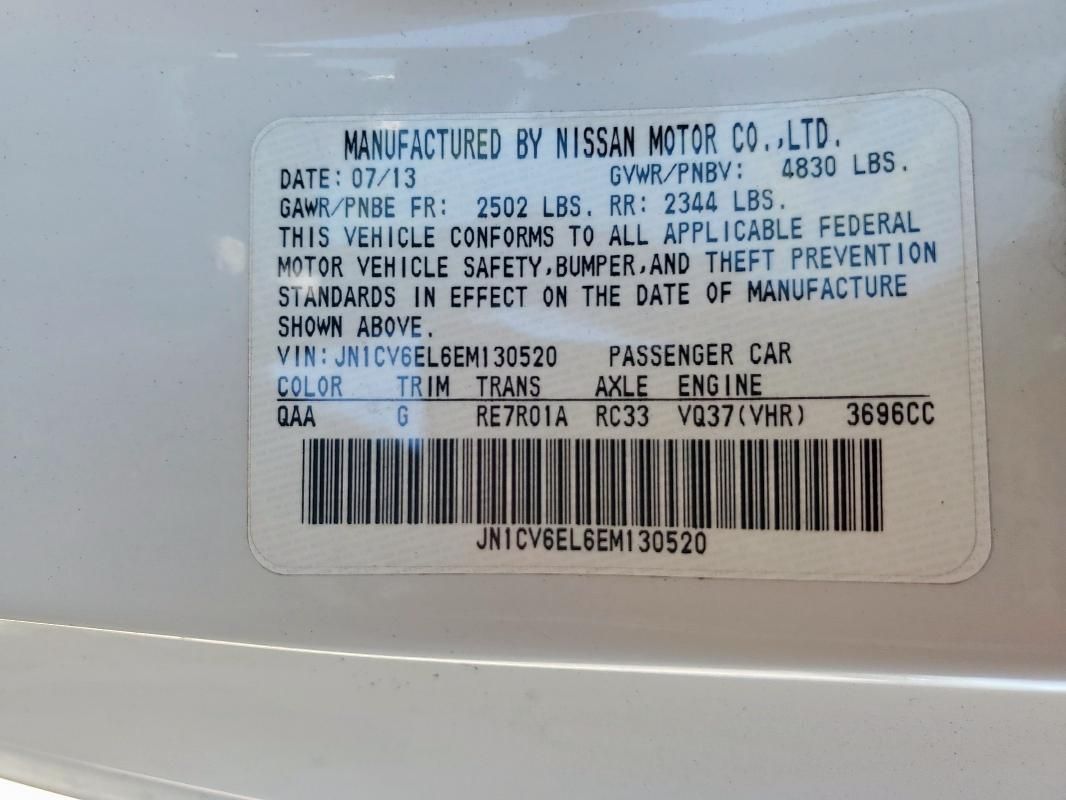 MANUFACTURED BY NISSAN MOTOR CO.,LTD.
DATE: 07/13 GVWR/PNBV: 4830 LBS.
GAWR/PNBE FR: 2502 LBS. RR: 2344 LBS.
THIS VEHICLE CONFORMS TO ALL APPLICABLE FEDERAL
MOTOR VEHICLE SAFETY,BUMPER,AND THEFT PREVENTION
STANDARDS IN EFFECT ON THE DATE OF MANUFACTURE
SHOWN ABOVE.
VIN:JN1CV6EL6EM130520 PASSENGER CAR
COLOR TRIM TRANS AXLE ENGINE
QAA G RE7R01A RC33 VQ37(VHR) 3696CC
JN1CV6EL6EM130520